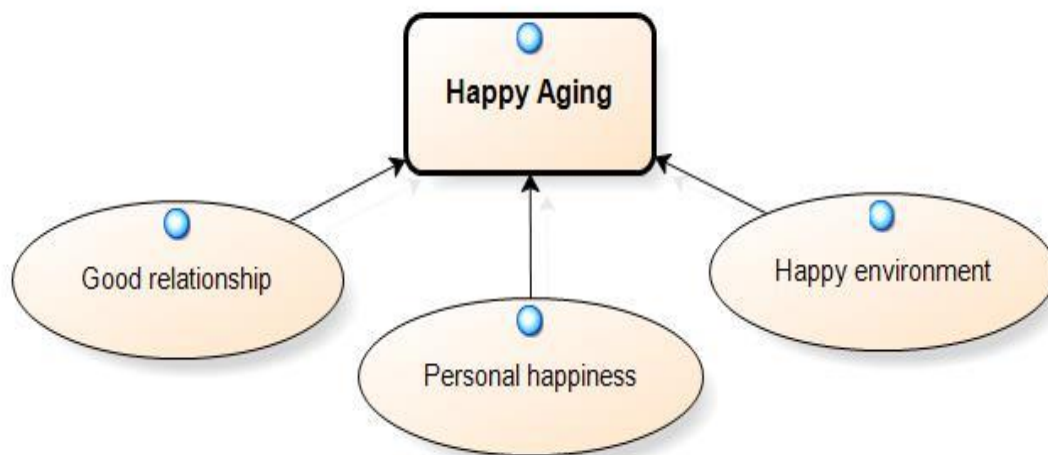 Happy Aging
Good relationship
Happy environment
Personal happiness